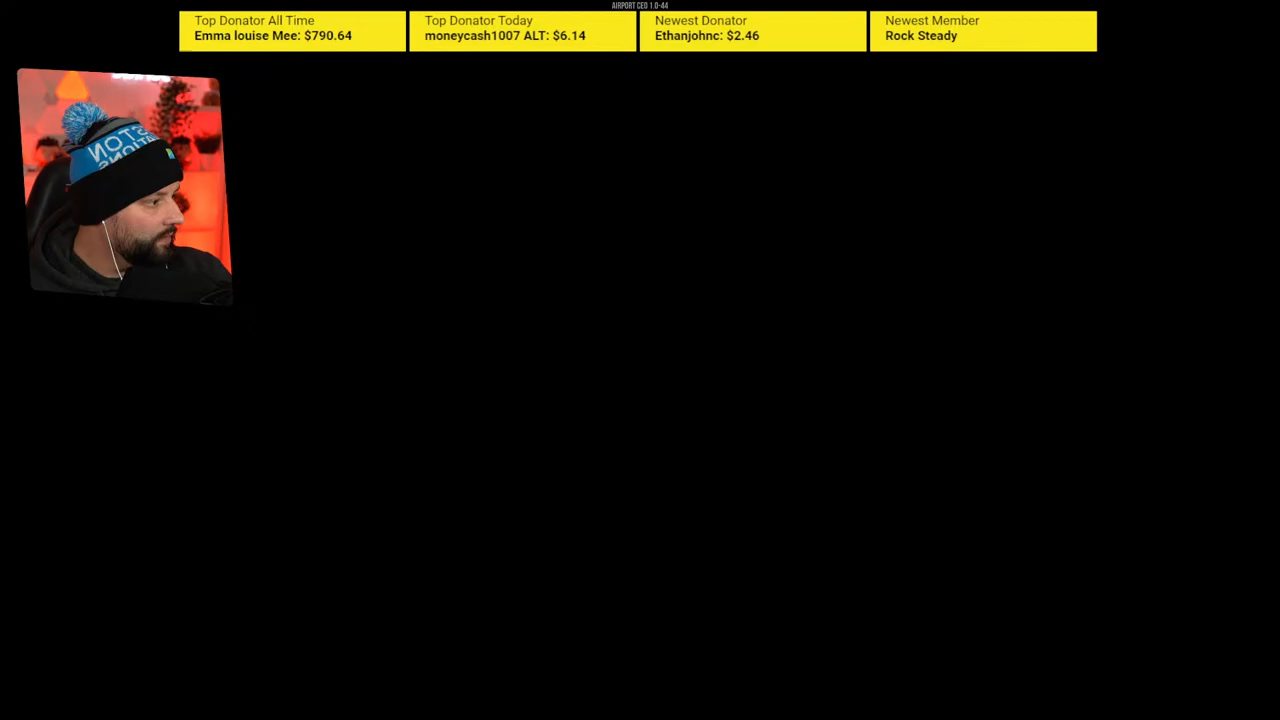 AIRPORT CEO 1.0-44
Top Donator All Time
Emma louise Mee: $790.64
Top Donator Today
moneycash1007 ALT: $6.14
Newest Donator
Ethanjohnc: $2.46
Newest Member
Rock Steady